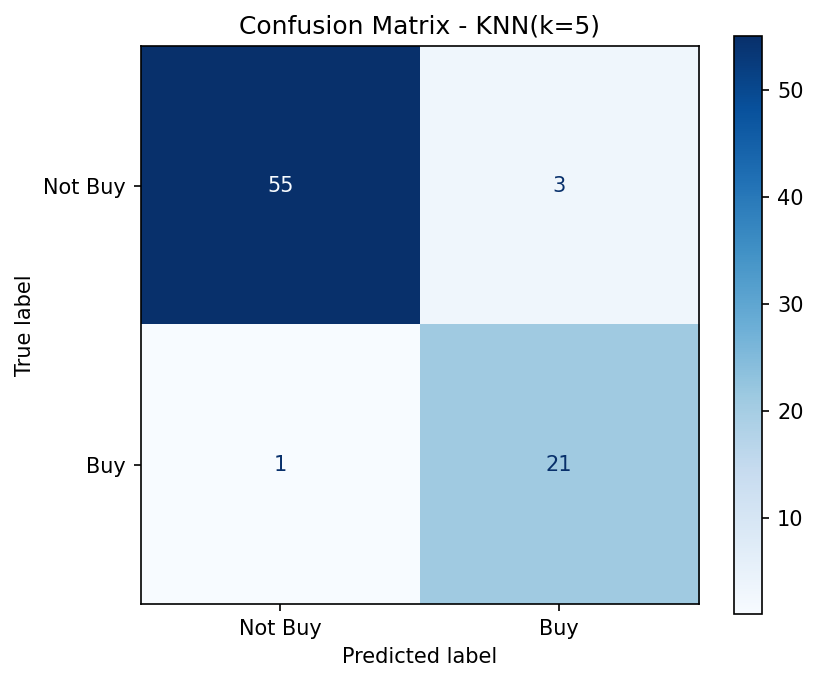 Confusion Matrix - KNN(k=5)
True label
Not Buy
55
3
Buy
1
21
Not Buy
Buy
Predicted label
50
40
30
20
10